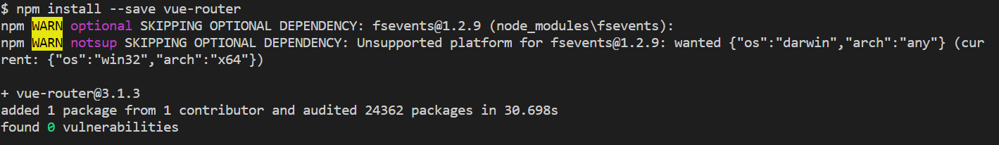 $ npm install --save vue-router
npm WARN optional SKIPPING OPTIONAL DEPENDENCY: fsevents@1.2.9 (node_modules\fsevents):
npm WARN notsup SKIPPING OPTIONAL DEPENDENCY: Unsupported platform for fsevents@1.2.9: wanted {"os":"darwin","arch":"any"} (cur
rent: {"os":"win32","arch":"x64"})
+ vue-router@3.1.3
added 1 package from 1 contributor and audited 24362 packages in 30.698s
found 0 vulnerabilities